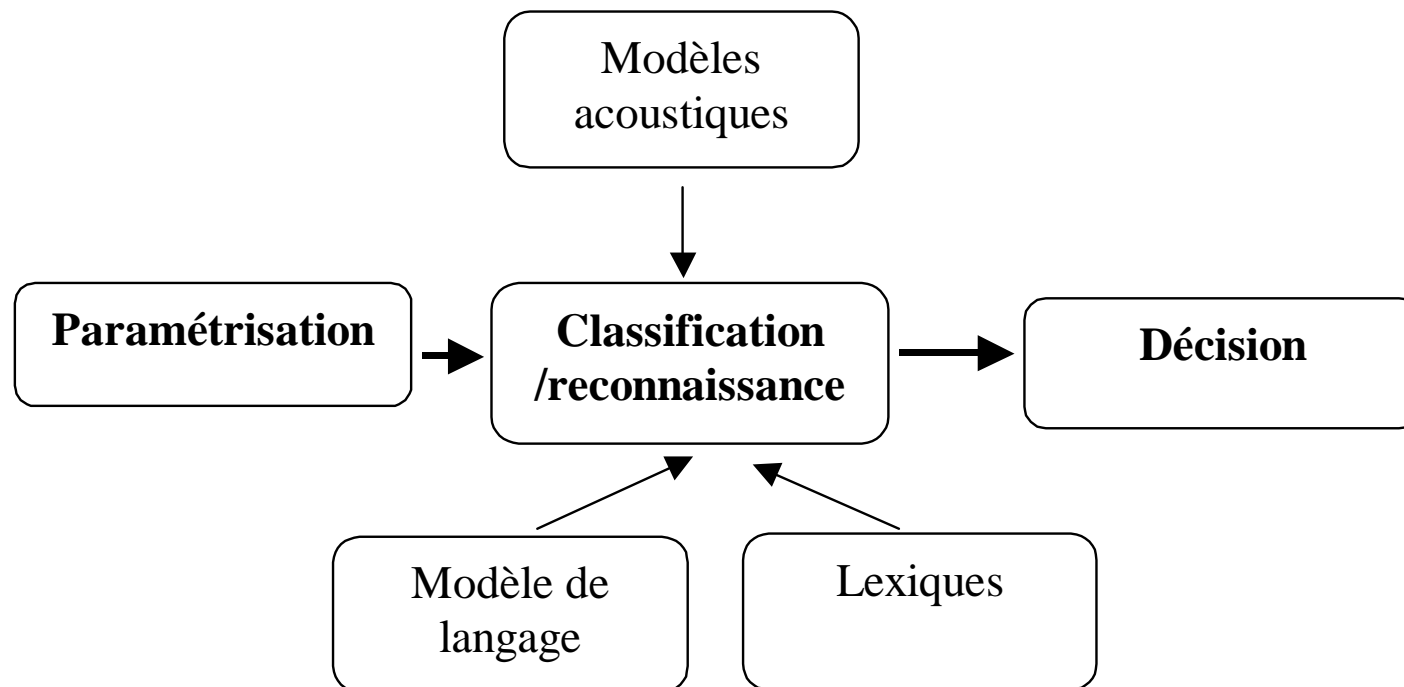 Modèles
acoustiques
Paramétrisation
Classification
/reconnaissance
Décision
Modèle de
langage
Lexiques